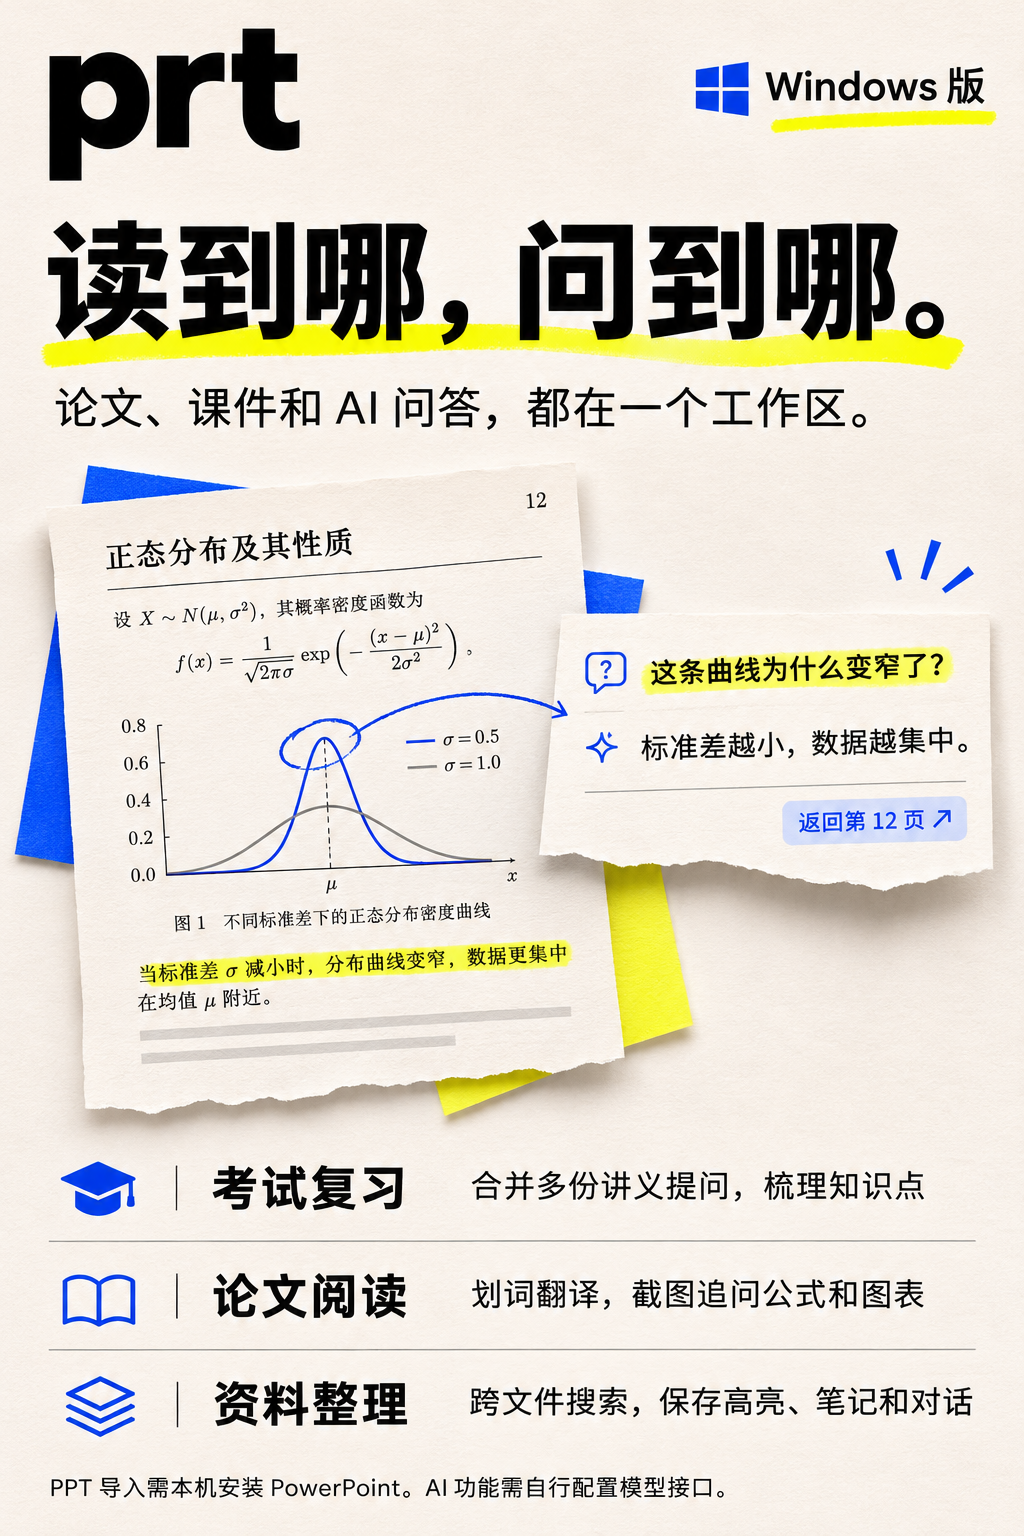 prt
Windows 版
读到哪，问到哪。
论文、课件和 AI 问答，都在一个工作区。
12
正态分布及其性质
设 X ~ N(μ, σ²)，其概率密度函数为
f(x) = 1/√2πσ exp(−(x − μ)²/2σ²)。
0.8
0.6
0.4
0.2
0.0
σ = 0.5
σ = 1.0
μ
x
图 1　不同标准差下的正态分布密度曲线
当标准差 σ 减小时，分布曲线变窄，数据更集中
在均值 μ 附近。
这条曲线为什么变窄了？
标准差越小，数据越集中。
返回第 12 页 ↗
考试复习
合并多份讲义提问，梳理知识点
论文阅读
划词翻译，截图追问公式和图表
资料整理
跨文件搜索，保存高亮、笔记和对话
PPT 导入需本机安装 PowerPoint。AI 功能需自行配置模型接口。